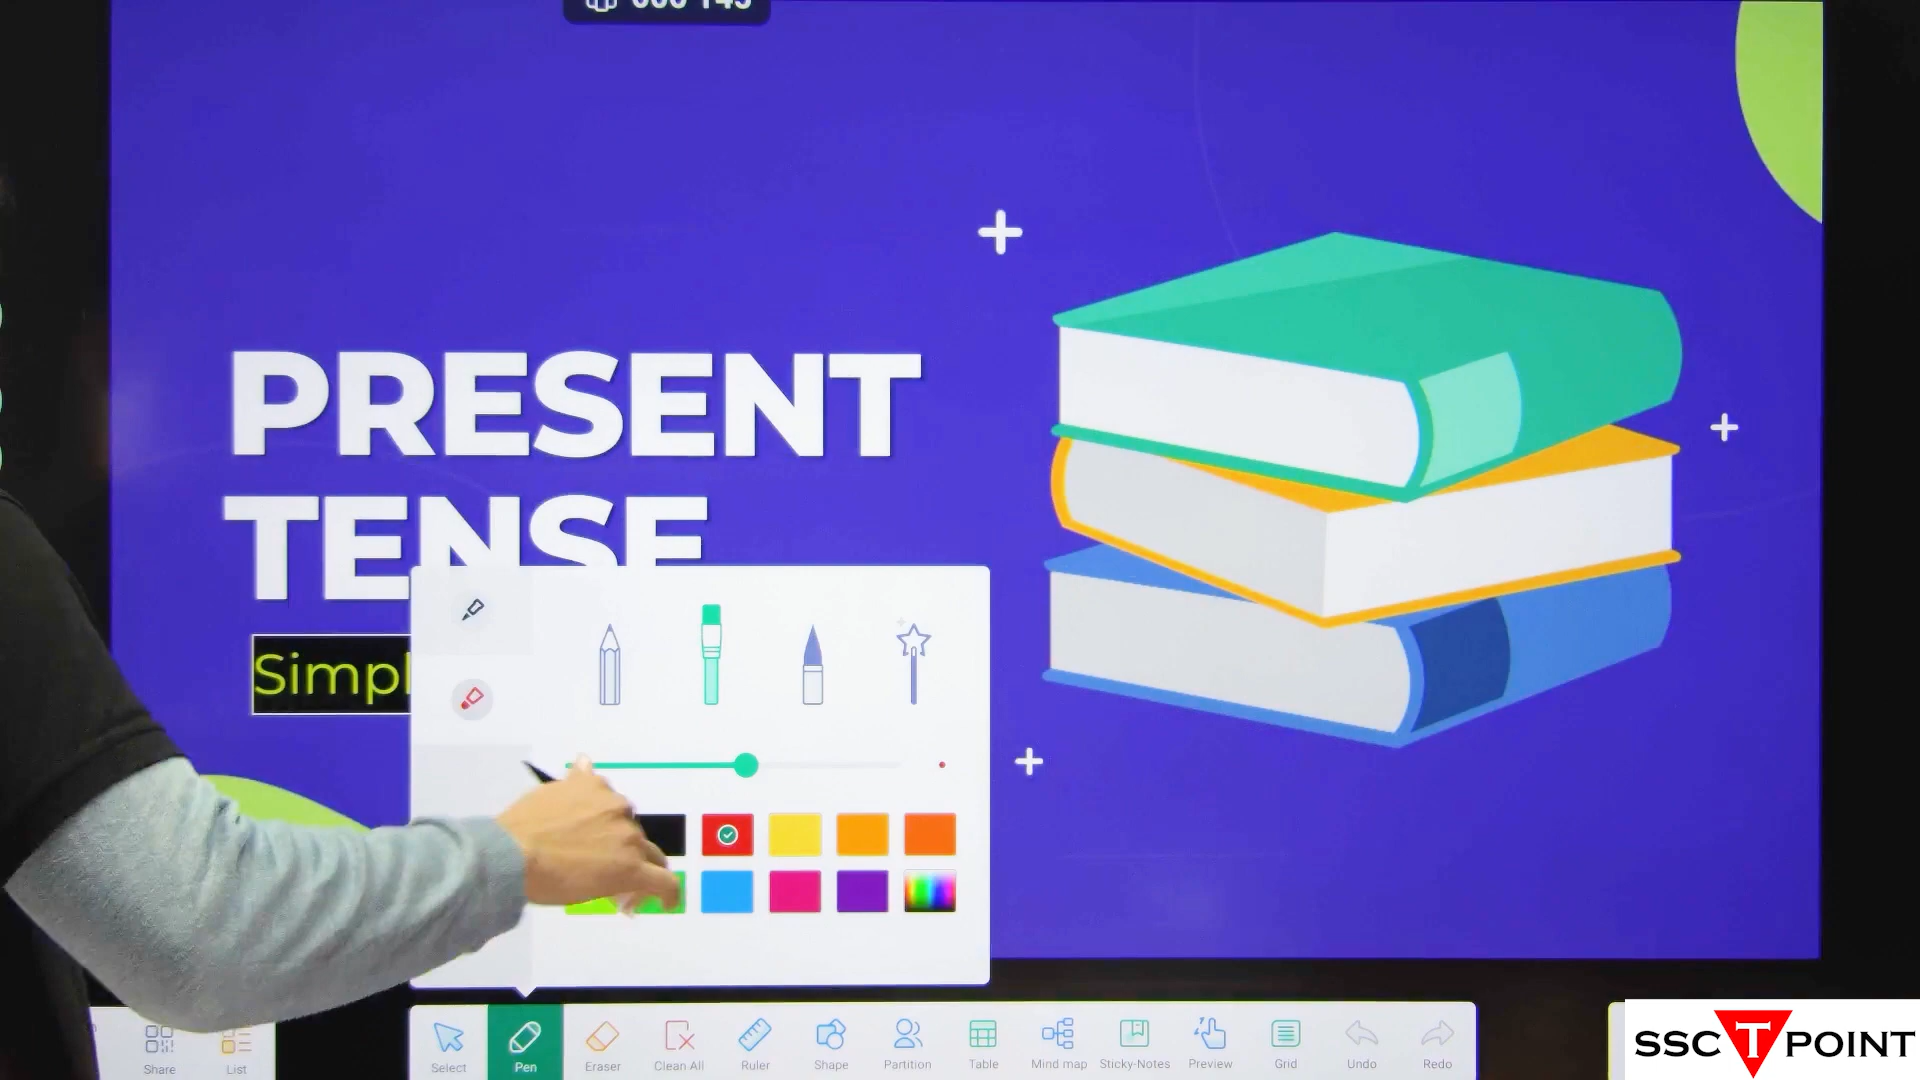 PRESENT
TENSE
Simpl
Share
List
Select
Pen
Eraser
Clean All
Ruler
Shape
Partition
Table
Mind map
Sticky-Notes
Preview
Grid
Undo
Redo
SSC T POINT